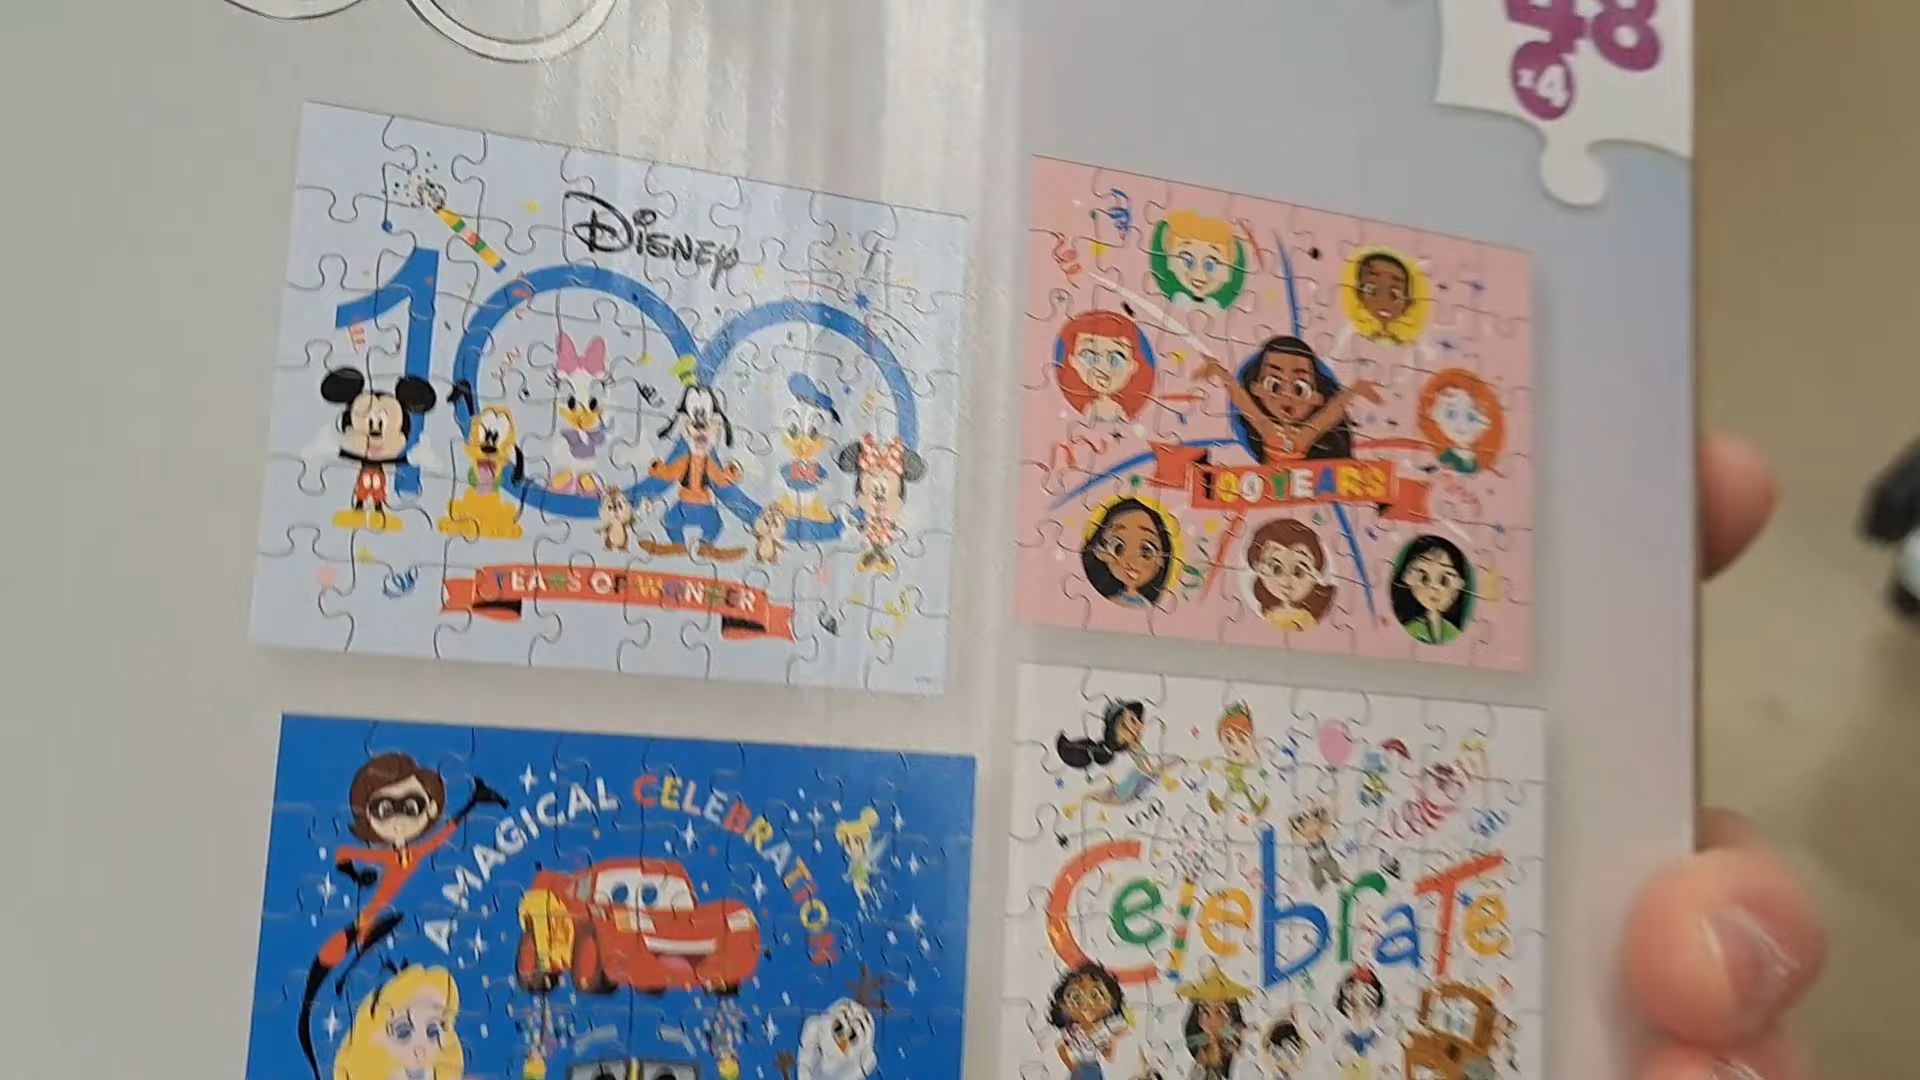 48
x4
Disney
100
YEARS OF WONDER
100 YEARS
A MAGICAL CELEBRATION
Celebrate